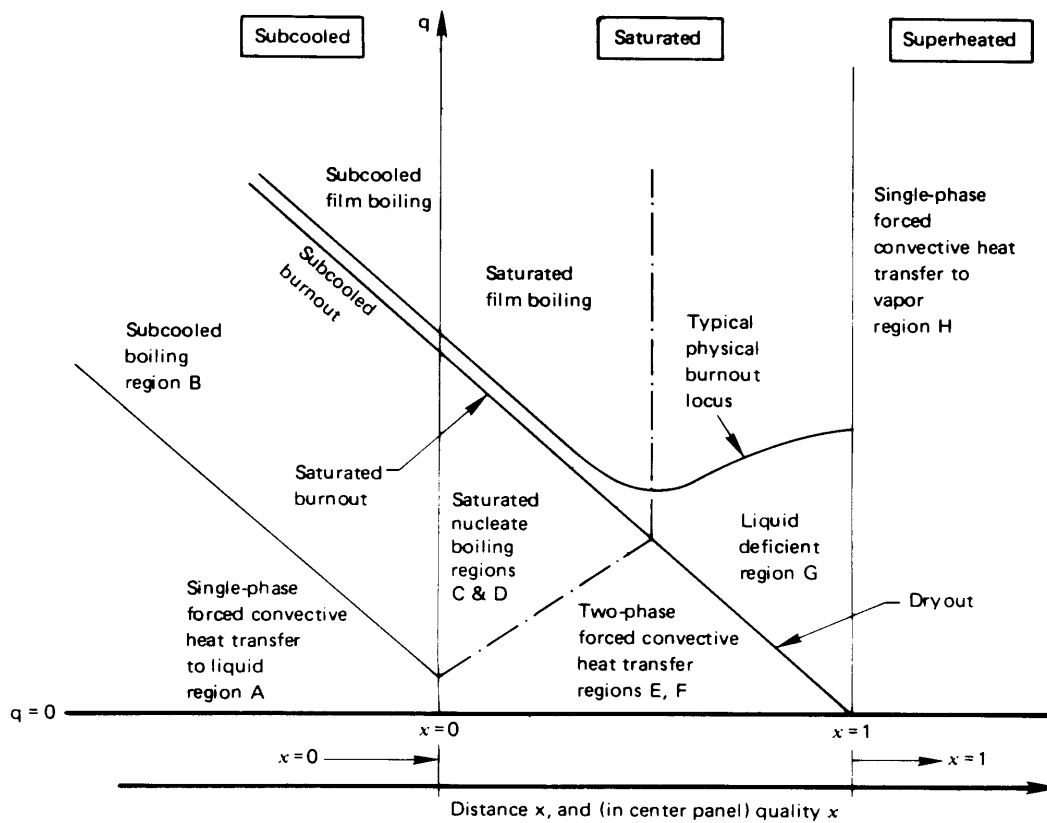 q
Subcooled
Saturated
Superheated
Subcooled
film boiling
Single-phase
forced
convective heat
transfer to
vapor
region H
Subcooled
burnout
Saturated
film boiling
Typical
physical
burnout
locus
Subcooled
boiling
region B
Saturated
burnout
Saturated
nucleate
boiling
regions
C & D
Liquid
deficient
region G
Single-phase
forced convective
heat transfer
to liquid
region A
Two-phase
forced convective
heat transfer
regions E, F
Dryout
q = 0
x = 0
x = 1
x = 0
x = 1
Distance x, and (in center panel) quality x